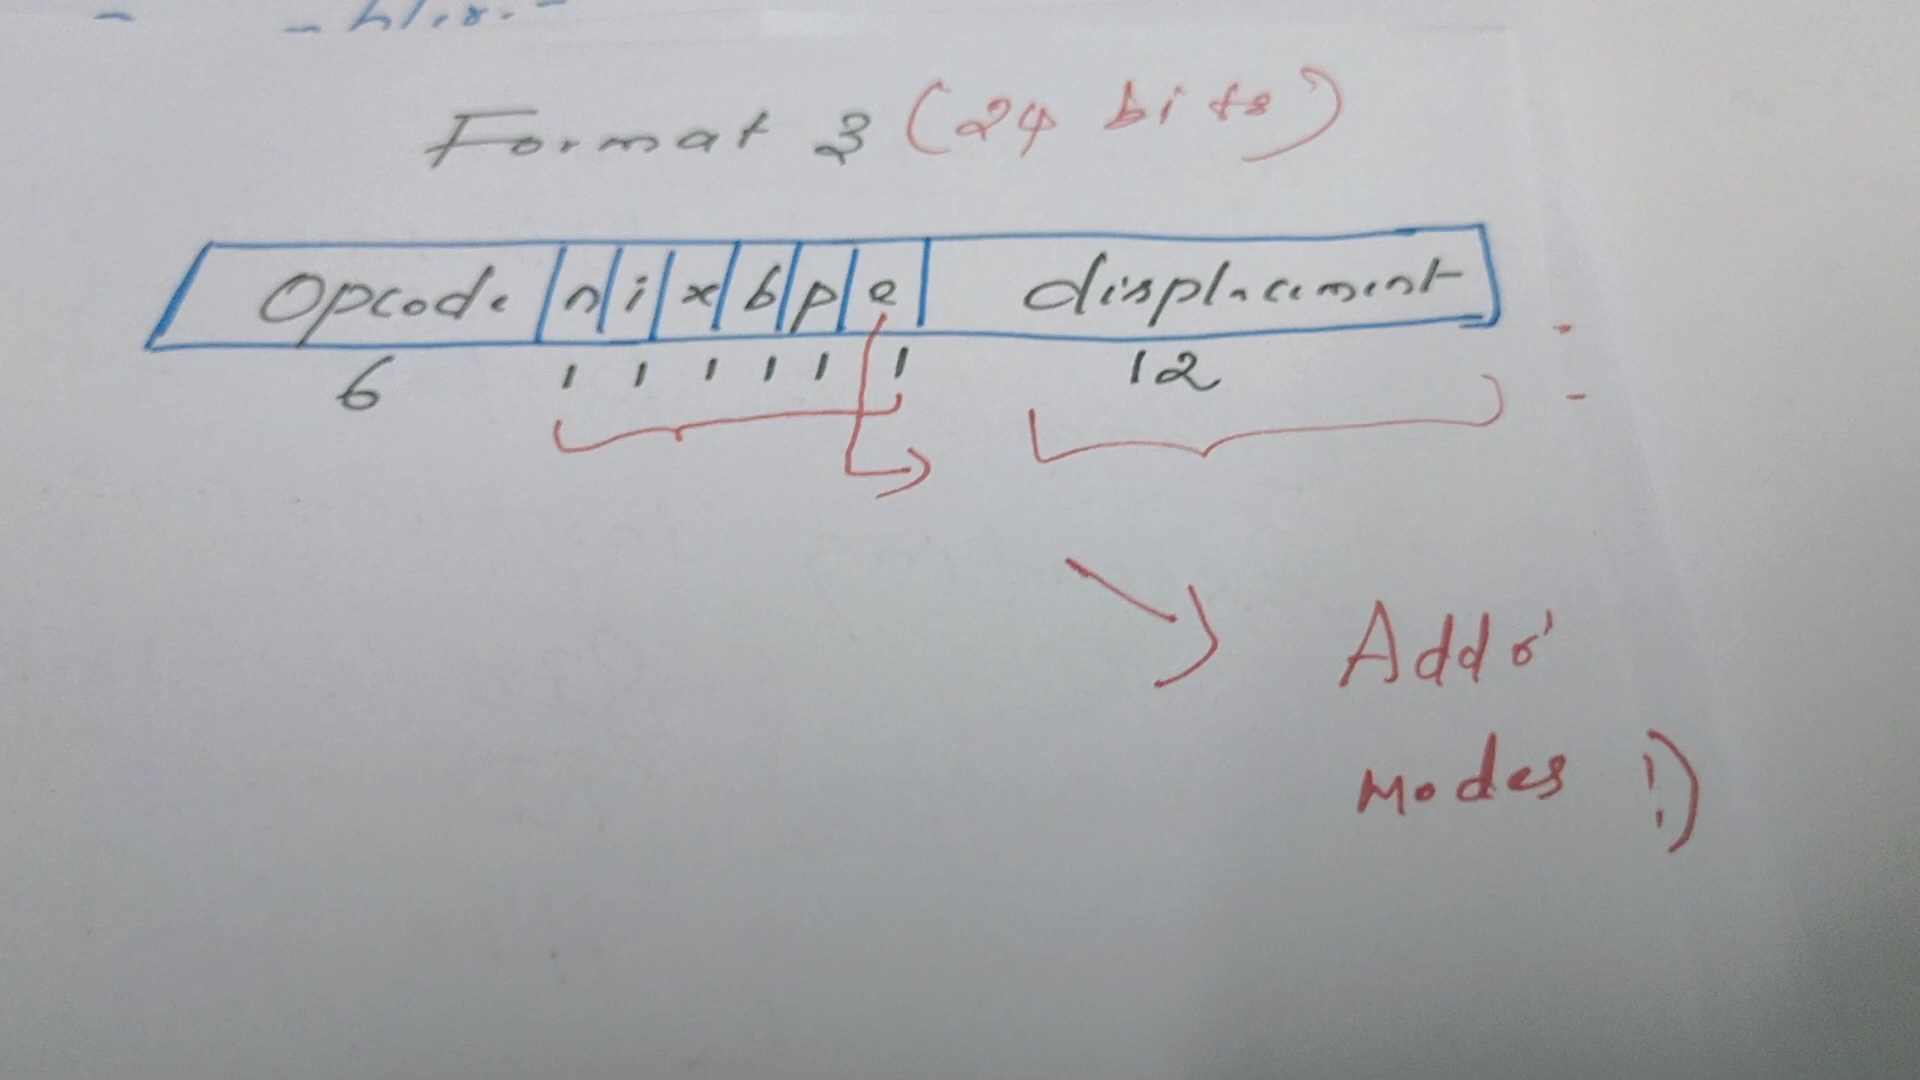 Format 3 (24 bits)
Opcode n i x b p e displacement
6 1 1 1 1 1 1 12
Addr
modes :)